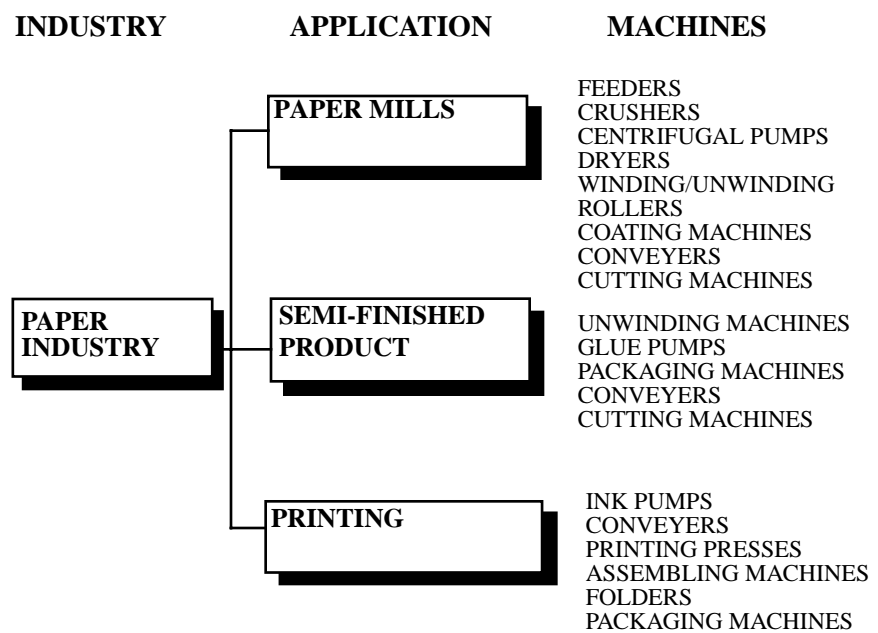 INDUSTRY APPLICATION MACHINES
PAPER MILLS
FEEDERS
CRUSHERS
CENTRIFUGAL PUMPS
DRYERS
WINDING/UNWINDING
ROLLERS
COATING MACHINES
CONVEYERS
CUTTING MACHINES
PAPER
INDUSTRY
SEMI-FINISHED
PRODUCT
UNWINDING MACHINES
GLUE PUMPS
PACKAGING MACHINES
CONVEYERS
CUTTING MACHINES
PRINTING
INK PUMPS
CONVEYERS
PRINTING PRESSES
ASSEMBLING MACHINES
FOLDERS
PACKAGING MACHINES